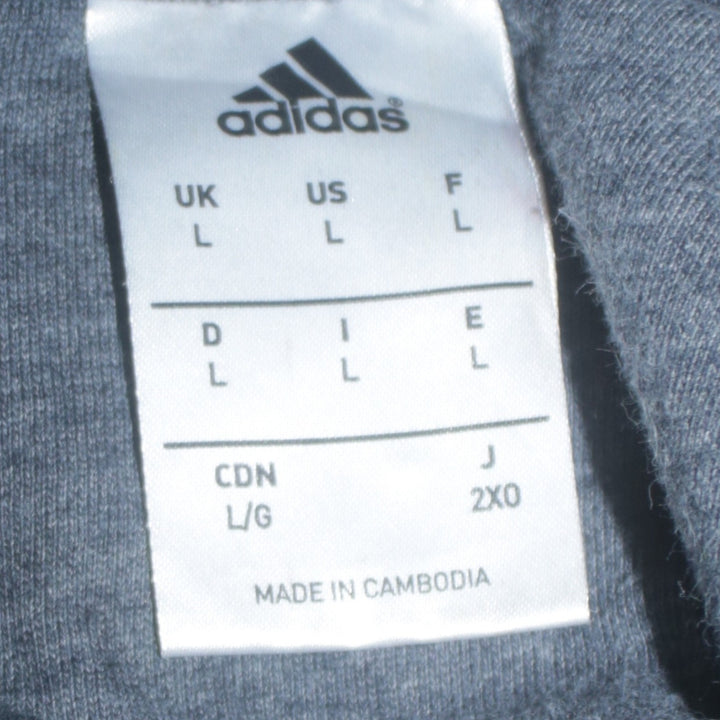 adidas®
UK US F
L L L
D I E
L L L
CDN J
L/G 2XO
MADE IN CAMBODIA